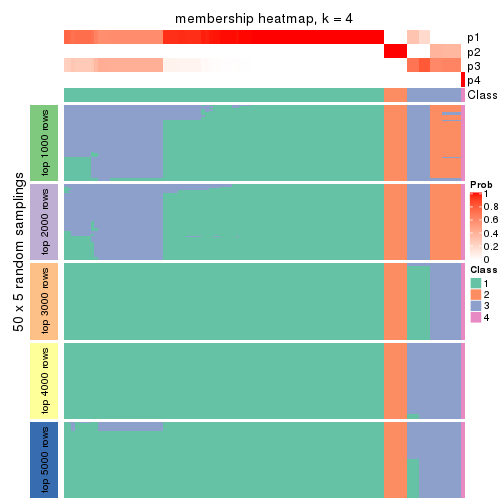 membership heatmap, k = 4
p1
p2
p3
p4
Class
50 x 5 random samplings
top 1000 rows
top 2000 rows
top 3000 rows
top 4000 rows
top 5000 rows
Prob
1
0.8
0.6
0.4
0.2
0
Class
1
2
3
4